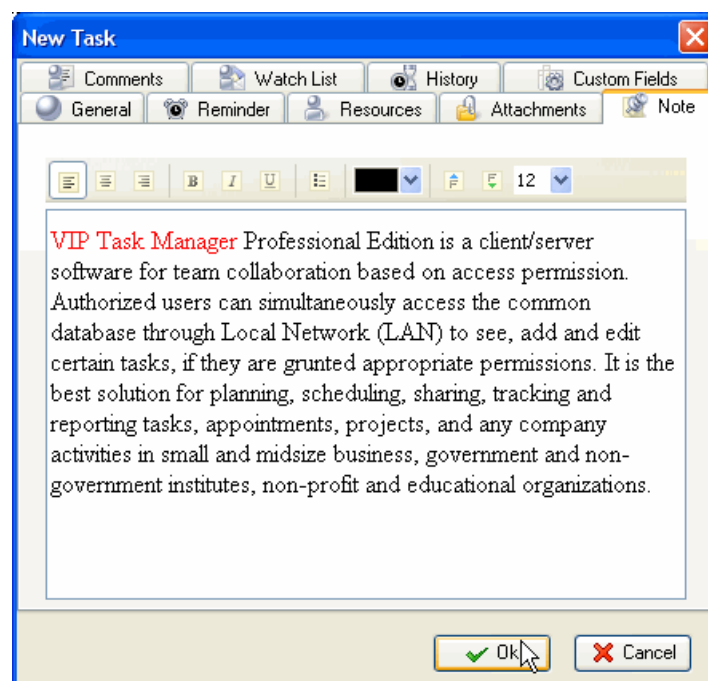 New Task
Comments Watch List History Custom Fields
General Reminder Resources Attachments Note
B I U F F 12
VIP Task Manager Professional Edition is a client/server
software for team collaboration based on access permission.
Authorized users can simultaneously access the common
database through Local Network (LAN) to see, add and edit
certain tasks, if they are grunted appropriate permissions. It is the
best solution for planning, scheduling, sharing, tracking and
reporting tasks, appointments, projects, and any company
activities in small and midsize business, government and non-
government institutes, non-profit and educational organizations.
Ok Cancel